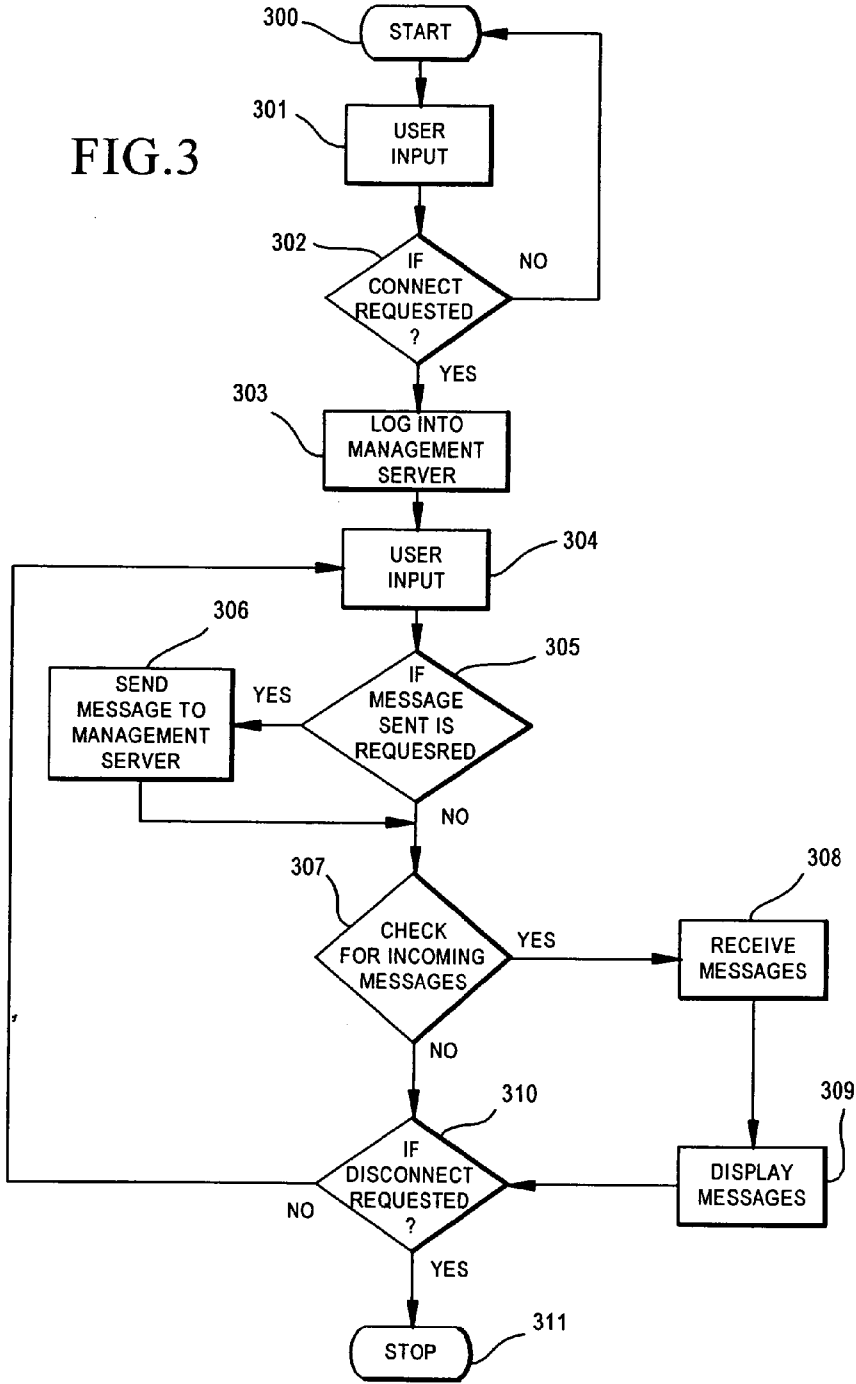 300
START
301
USER
INPUT
FIG.3
302
IF
CONNECT
REQUESTED
?
NO
YES
303
LOG INTO
MANAGEMENT
SERVER
304
USER
INPUT
306
305
SEND
MESSAGE TO
MANAGEMENT
SERVER
YES
IF
MESSAGE
SENT IS
REQUESRED
NO
307
308
CHECK
FOR INCOMING
MESSAGES
YES
RECEIVE
MESSAGES
NO
310
309
IF
DISCONNECT
REQUESTED
?
NO
DISPLAY
MESSAGES
YES
STOP
311